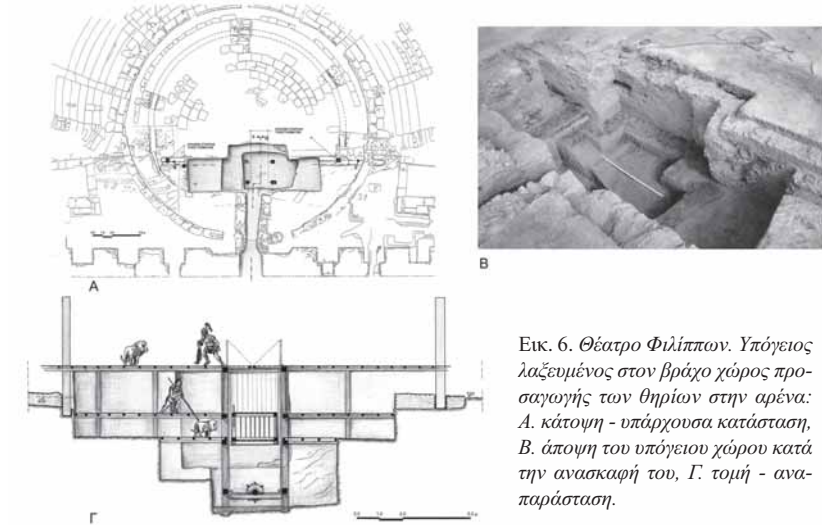 A
B
Γ
Εικ. 6. Θέατρο Φιλίππων. Υπόγειος
λαξευμένος στον βράχο χώρος προ-
σαγωγής των θηρίων στην αρένα:
Α. κάτοψη - υπάρχουσα κατάσταση,
Β. άποψη του υπόγειου χώρου κατά
την ανασκαφή του, Γ. τομή - ανα-
παράσταση.